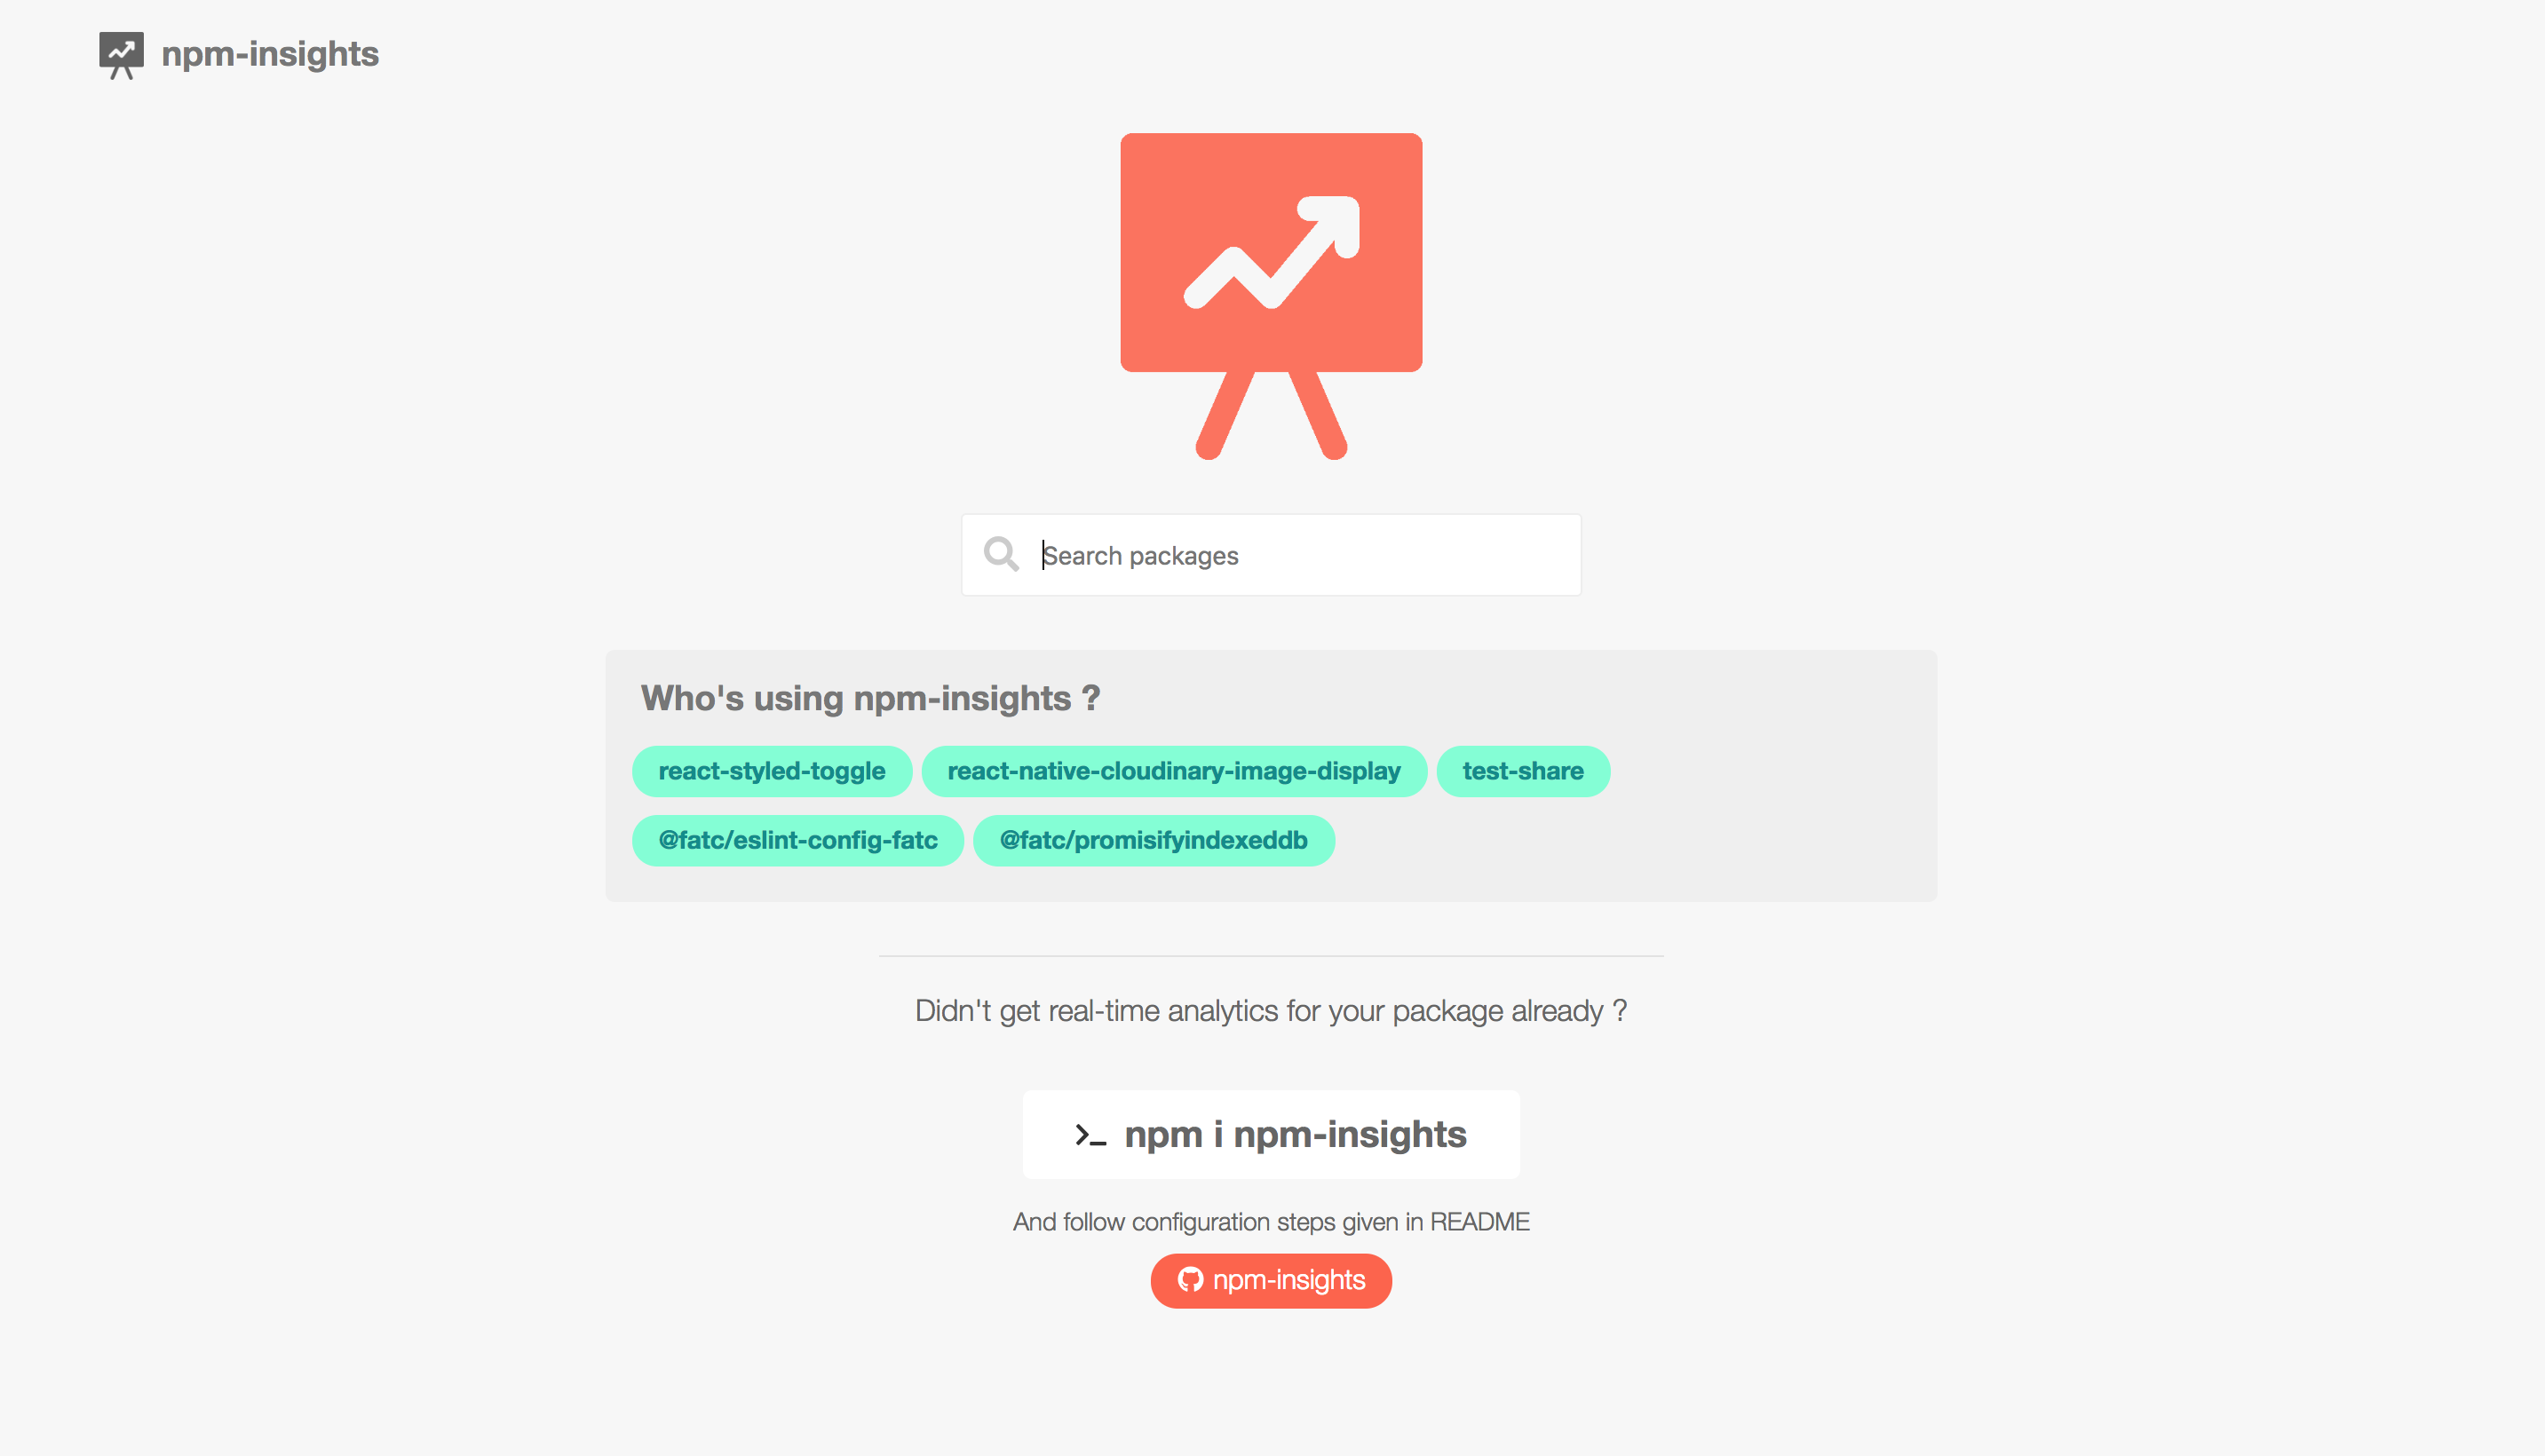 npm-insights
Search packages
Who's using npm-insights ?
react-styled-toggle react-native-cloudinary-image-display test-share
@fatc/eslint-config-fatc @fatc/promisifyindexeddb
Didn't get real-time analytics for your package already ?
>_ npm i npm-insights
And follow configuration steps given in README
npm-insights